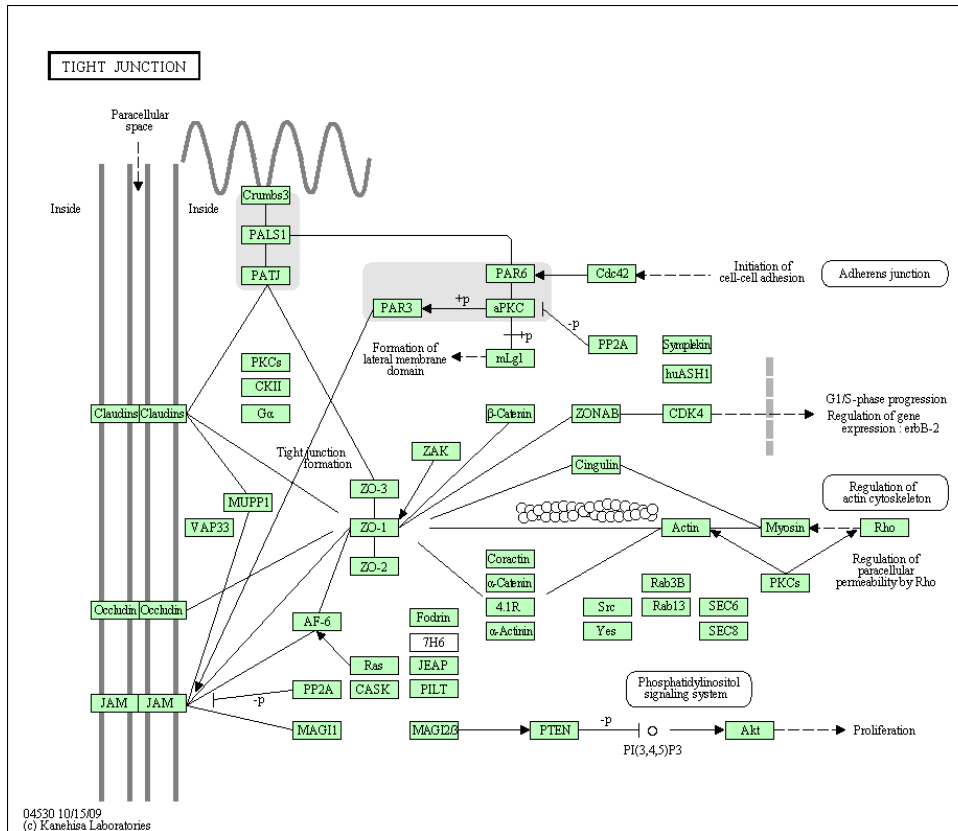 TIGHT JUNCTION
Paracellular
space
Inside
Inside
Crumbs3
PALS1
PATJ
PAR6
Cdc42
Initiation of
cell-cell adhesion
Adherens junction
PAR3
+p
aPKC
-p
PP2A
Symplekin
huASH1
+p
Formation of
lateral membrane
domain
mLgl
PKCs
CKII
Gα
Claudins
Claudins
β-Catenin
ZONAB
CDK4
G1/S-phase progression
Regulation of gene
expression : erbB-2
Tight junction
formation
ZAK
Cingulin
ZO-3
MUPP1
VAP33
ZO-1
ZO-2
Actin
Myosin
Rho
Regulation of
actin cytoskeleton
Regulation of
paracellular
permeability by Rho
PKCs
Coractin
α-Catenin
4.1R
α-Actinin
Rab3B
Rab13
Src
Yes
SEC6
SEC8
Occludin
Occludin
AF-6
Fodrin
7H6
JEAP
PILT
Ras
CASK
PP2A
-p
JAM
JAM
MAGI1
MAGI2/3
PTEN
-p
PI(3,4,5)P3
Phosphatidylinositol
signaling system
Akt
Proliferation
04530 10/15/09
(c) Kanehisa Laboratories